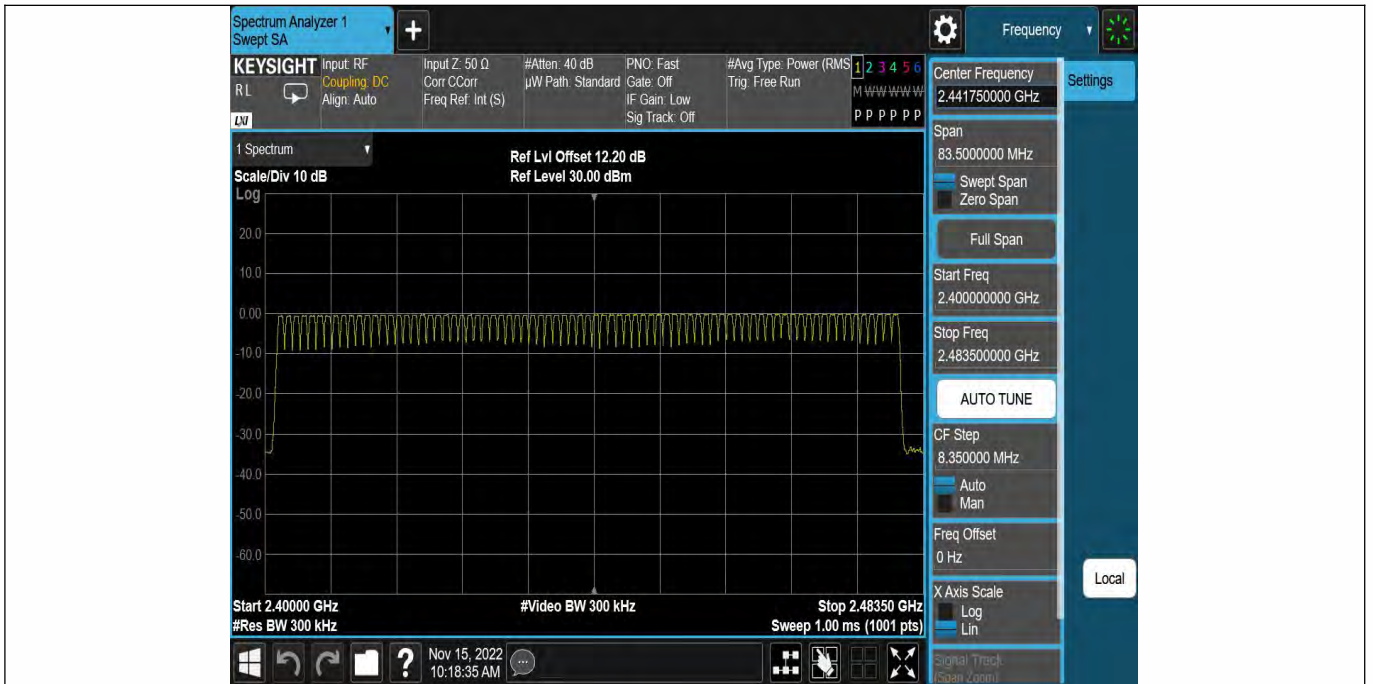 Spectrum Analyzer 1
Swept SA
Frequency
KEYSIGHT
RL
LXI
Input: RF
Coupling: DC
Align: Auto
Input Z: 50 Ω
Corr CCorr
Freq Ref: Int (S)
#Atten: 40 dB
µW Path: Standard
PNO: Fast
Gate: Off
IF Gain: Low
Sig Track: Off
#Avg Type: Power (RMS
Trig: Free Run
1 2 3 4 5 6
M W W W W W
P P P P P P
1 Spectrum
Scale/Div 10 dB
Ref Lvl Offset 12.20 dB
Ref Level 30.00 dBm
Log
20.0
10.0
0.00
-10.0
-20.0
-30.0
-40.0
-50.0
-60.0
Start 2.40000 GHz
#Res BW 300 kHz
#Video BW 300 kHz
Stop 2.48350 GHz
Sweep 1.00 ms (1001 pts)
Nov 15, 2022
10:18:35 AM
Center Frequency
2.441750000 GHz
Settings
Span
83.5000000 MHz
Swept Span
Zero Span
Full Span
Start Freq
2.400000000 GHz
Stop Freq
2.483500000 GHz
AUTO TUNE
CF Step
8.350000 MHz
Auto
Man
Freq Offset
0 Hz
X Axis Scale
Log
Lin
Local
Signal Track
(Span Zoom)